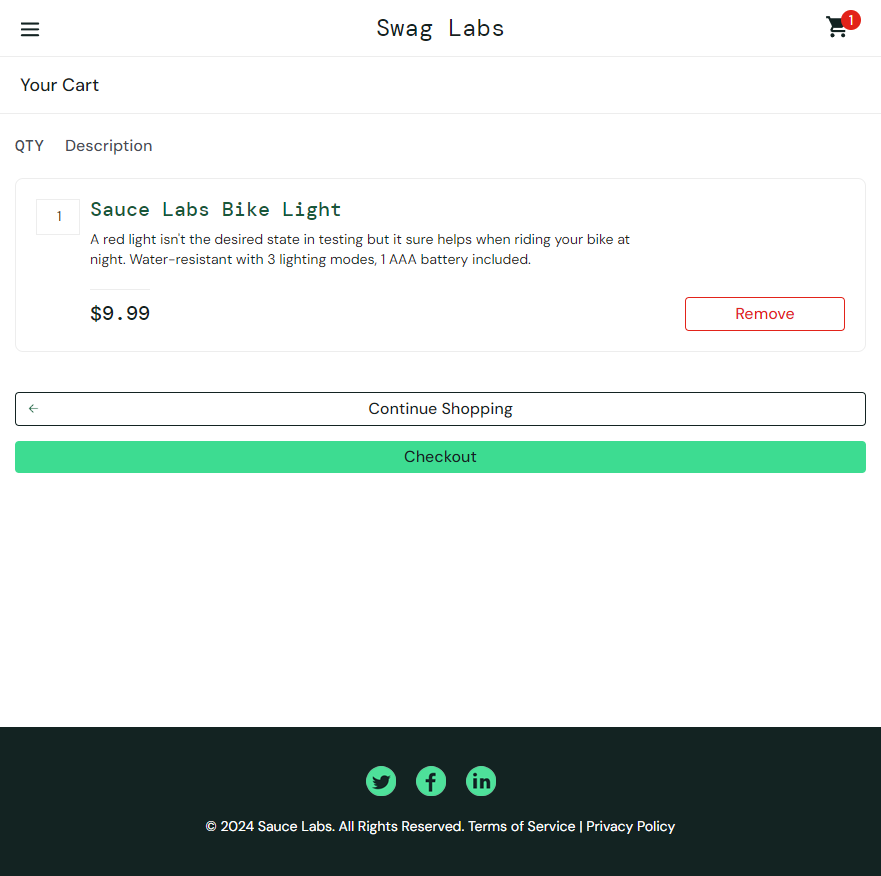 Swag Labs
1
Your Cart
QTY Description
1
Sauce Labs Bike Light
A red light isn't the desired state in testing but it sure helps when riding your bike at
night. Water-resistant with 3 lighting modes, 1 AAA battery included.
$9.99
Remove
Continue Shopping
Checkout
© 2024 Sauce Labs. All Rights Reserved. Terms of Service | Privacy Policy